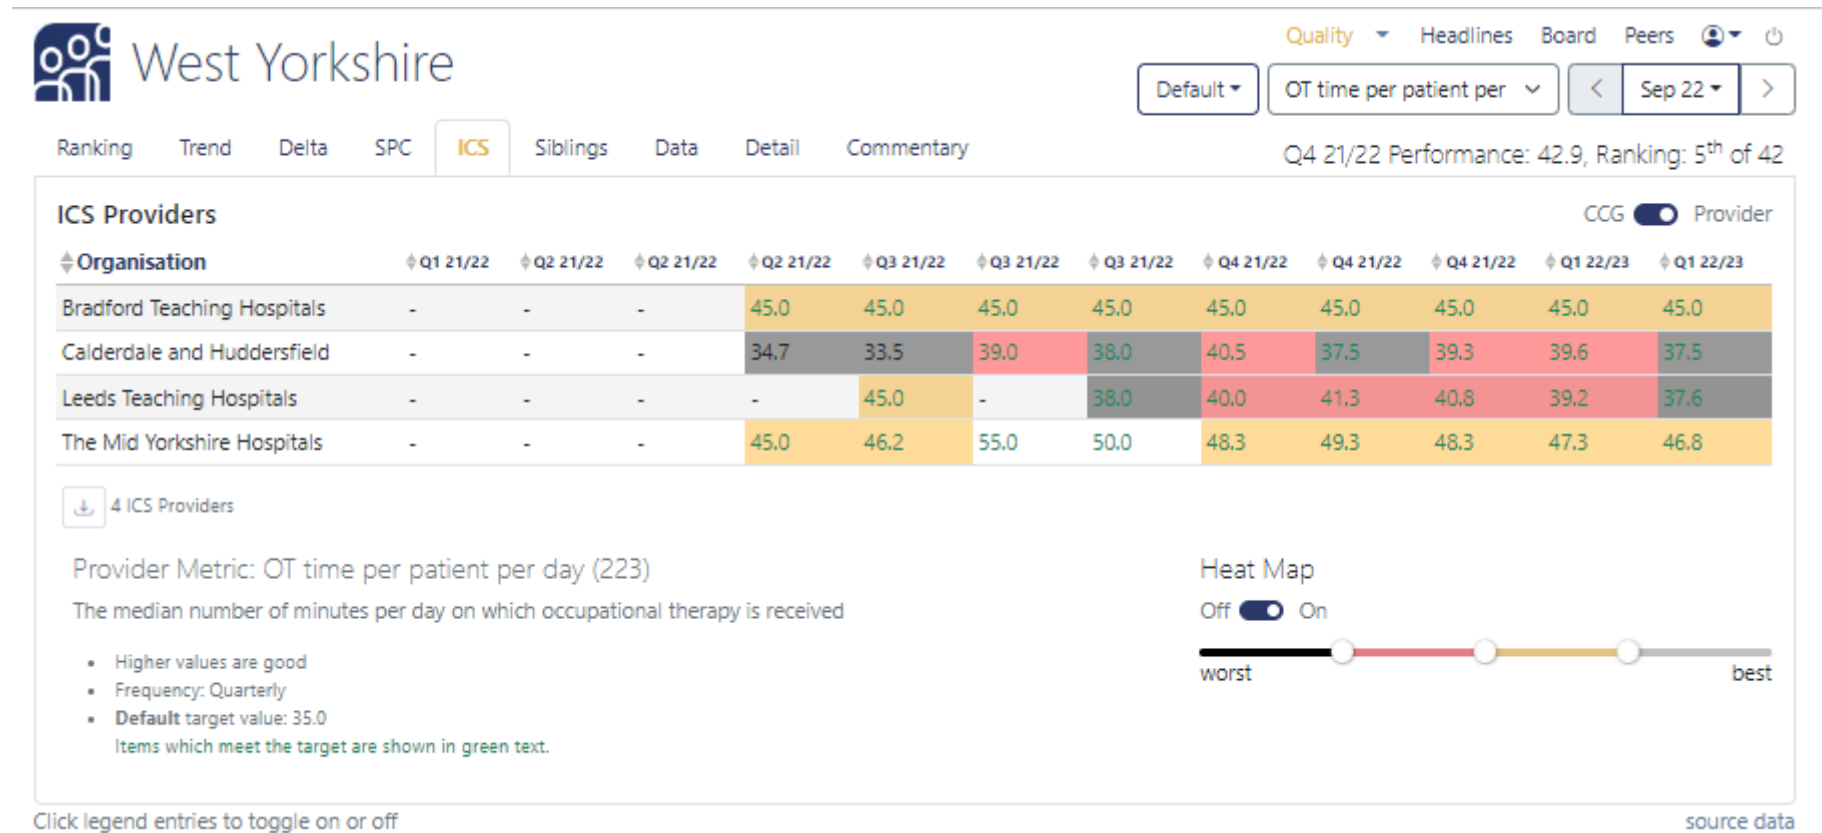 West Yorkshire
Quality Headlines Board Peers
Default OT time per patient per < Sep 22 >
Ranking Trend Delta SPC ICS Siblings Data Detail Commentary
Q4 21/22 Performance: 42.9, Ranking: 5th of 42
ICS Providers CCG Provider
Organisation Q1 21/22 Q2 21/22 Q2 21/22 Q2 21/22 Q3 21/22 Q3 21/22 Q3 21/22 Q4 21/22 Q4 21/22 Q4 21/22 Q1 22/23 Q1 22/23
Bradford Teaching Hospitals - - - 45.0 45.0 45.0 45.0 45.0 45.0 45.0 45.0 45.0
Calderdale and Huddersfield - - - 34.7 33.5 39.0 38.0 40.5 37.5 39.3 39.6 37.5
Leeds Teaching Hospitals - - - - 45.0 - 38.0 40.0 41.3 40.8 39.2 37.6
The Mid Yorkshire Hospitals - - - 45.0 46.2 55.0 50.0 48.3 49.3 48.3 47.3 46.8
4 ICS Providers
Provider Metric: OT time per patient per day (223)
The median number of minutes per day on which occupational therapy is received
• Higher values are good
• Frequency: Quarterly
• Default target value: 35.0
Items which meet the target are shown in green text.
Heat Map
Off On
worst best
Click legend entries to toggle on or off
source data